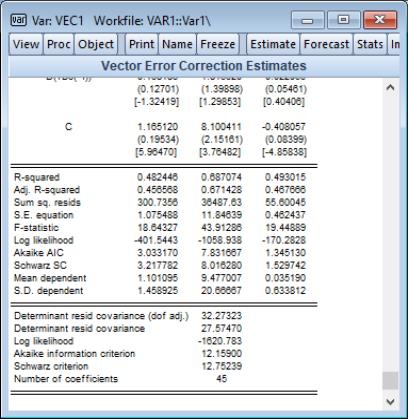 Var: VEC1 Workfile: VAR1::Var1\
View Proc Object Print Name Freeze Estimate Forecast Stats
Vector Error Correction Estimates
(0.12701) (1.39898) (0.05461)
[-1.32419] [1.29853] [0.40406]
C 1.165120 8.100411 -0.408057
(0.19534) (2.15161) (0.08399)
[5.96470] [3.76482] [-4.85838]
R-squared 0.482446 0.687074 0.493015
Adj. R-squared 0.456568 0.671428 0.467666
Sum sq. resids 300.7356 36487.63 55.60045
S.E. equation 1.075488 11.84639 0.462437
F-statistic 18.64327 43.91286 19.44889
Log likelihood -401.5443 -1058.938 -170.2828
Akaike AIC 3.033170 7.831667 1.345130
Schwarz SC 3.217782 8.016280 1.529742
Mean dependent 1.101095 9.477007 0.035190
S.D. dependent 1.458925 20.66667 0.633812
Determinant resid covariance (dof adj.) 32.27323
Determinant resid covariance 27.57470
Log likelihood -1620.783
Akaike information criterion 12.15900
Schwarz criterion 12.75239
Number of coefficients 45